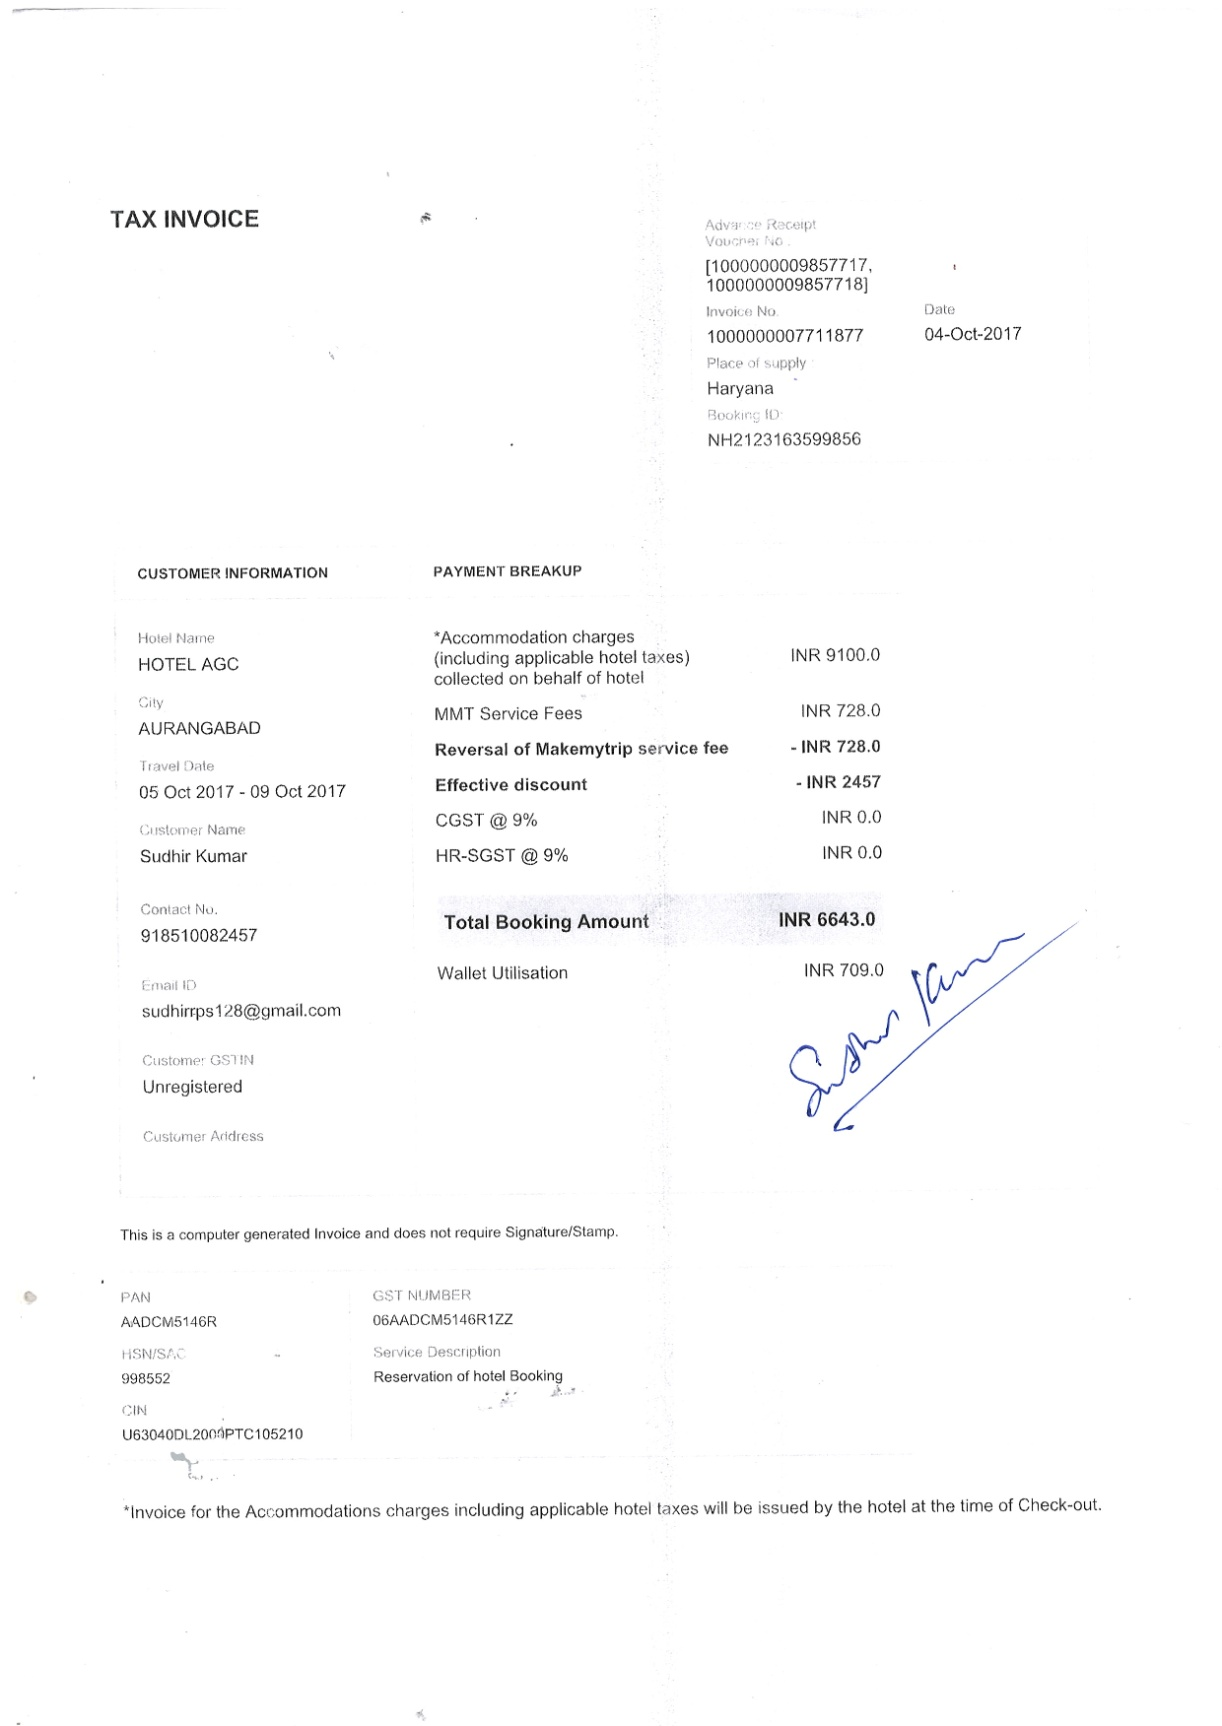 TAX INVOICE
Advance Receipt
Voucher No.
[1000000009857717,
1000000009857718]
Invoice No.
Date
1000000007711877
04-Oct-2017
Place of supply
Haryana
Booking ID:
NH2123163599856
CUSTOMER INFORMATION
PAYMENT BREAKUP
Hotel Name
HOTEL AGC
City
AURANGABAD
Travel Date
05 Oct 2017 - 09 Oct 2017
Customer Name
Sudhir Kumar
Contact No.
918510082457
Email ID
sudhirrps128@gmail.com
Customer GSTIN
Unregistered
Customer Address
*Accommodation charges
(including applicable hotel taxes)
collected on behalf of hotel
INR 9100.0
MMT Service Fees INR 728.0
Reversal of Makemytrip service fee - INR 728.0
Effective discount - INR 2457
CGST @ 9% INR 0.0
HR-SGST @ 9% INR 0.0
Total Booking Amount INR 6643.0
Wallet Utilisation INR 709.0
Sudhir Kumar
This is a computer generated Invoice and does not require Signature/Stamp.
PAN
AADCM5146R
HSN/SAC
998552
CIN
GST NUMBER
06AADCM5146R1ZZ
Service Description
Reservation of hotel Booking
*Invoice for the Accommodations charges including applicable hotel taxes will be issued by the hotel at the time of Check-out.